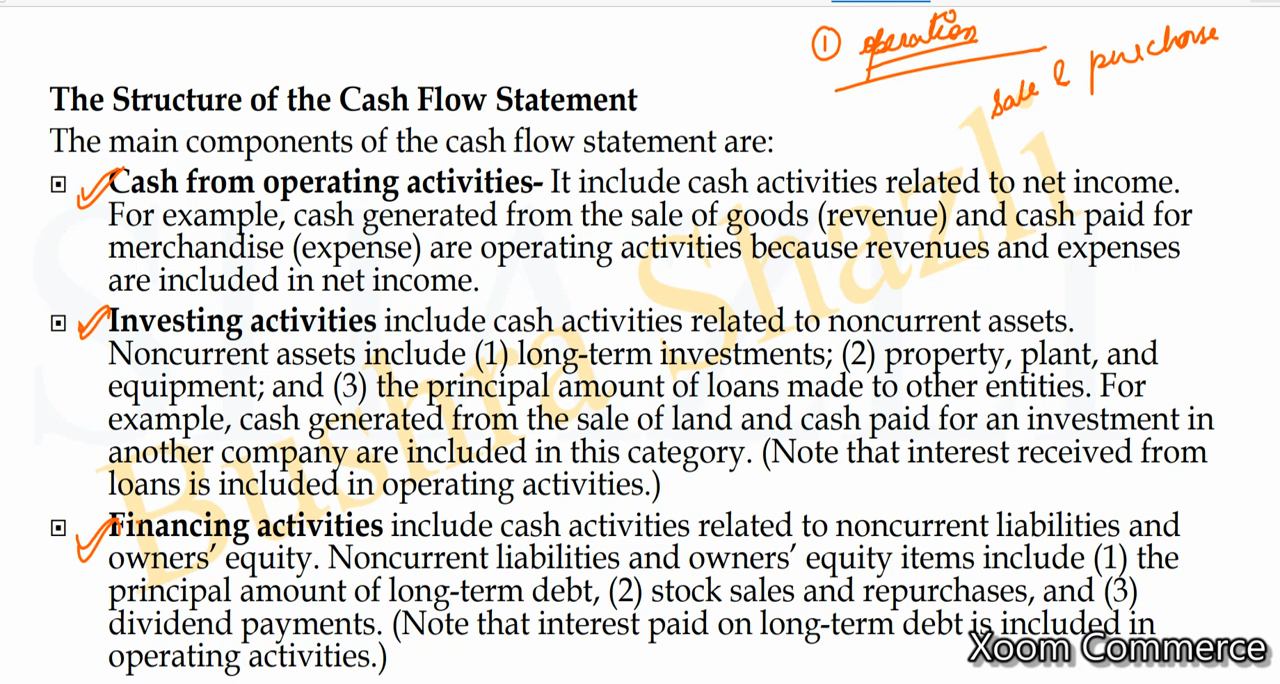 ① operation
sale & purchase
The Structure of the Cash Flow Statement
The main components of the cash flow statement are:
Cash from operating activities- It include cash activities related to net income.
For example, cash generated from the sale of goods (revenue) and cash paid for
merchandise (expense) are operating activities because revenues and expenses
are included in net income.
Investing activities include cash activities related to noncurrent assets.
Noncurrent assets include (1) long-term investments; (2) property, plant, and
equipment; and (3) the principal amount of loans made to other entities. For
example, cash generated from the sale of land and cash paid for an investment in
another company are included in this category. (Note that interest received from
loans is included in operating activities.)
Financing activities include cash activities related to noncurrent liabilities and
owners’ equity. Noncurrent liabilities and owners’ equity items include (1) the
principal amount of long-term debt, (2) stock sales and repurchases, and (3)
dividend payments. (Note that interest paid on long-term debt is included in
operating activities.)
Bushra Shazli
Xoom Commerce